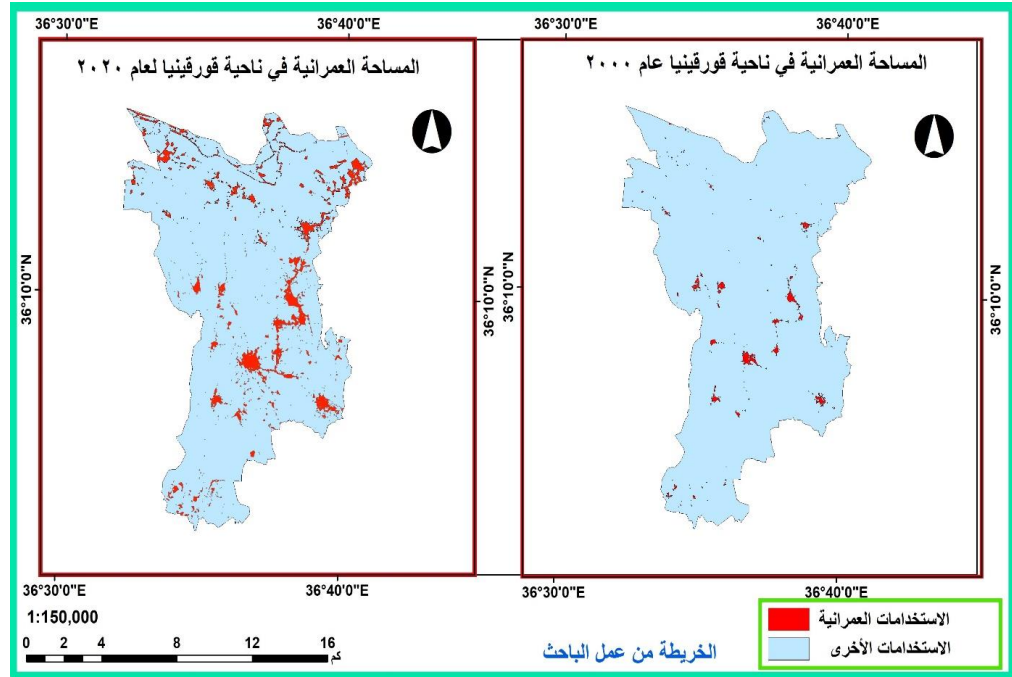 36°30'0"E 36°40'0"E 36°30'0"E 36°40'0"E
المساحة العمرانية في ناحية قورقينيا عام ٢٠٠٠
المساحة العمرانية في ناحية قورقينيا لعام ٢٠٢٠
36°10'0"N 36°10'0"N 36°10'0"N 36°10'0"N
36°30'0"E 36°40'0"E 36°30'0"E 36°40'0"E
1:150,000
0 2 4 8 12 16
كم
الخريطة من عمل الباحث
الاستخدامات العمرانية
الاستخدامات الأخرى